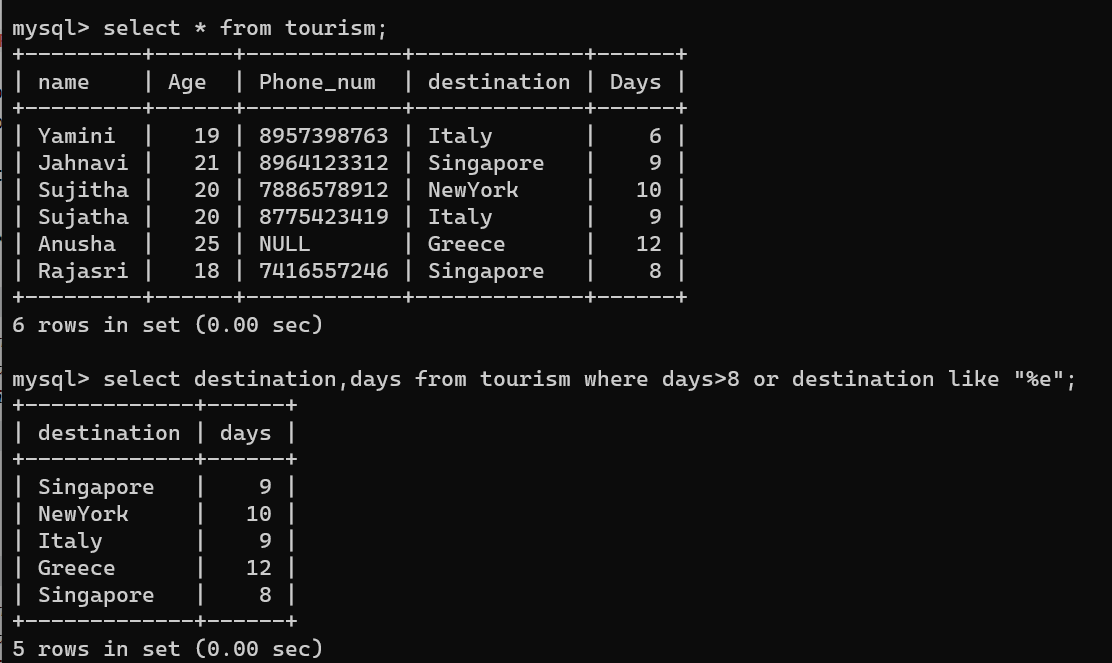 mysql> select * from tourism;
+---------+------+------------+-------------+------+
| name    | Age  | Phone_num  | destination | Days |
+---------+------+------------+-------------+------+
| Yamini  |   19 | 8957398763 | Italy       |    6 |
| Jahnavi |   21 | 8964123312 | Singapore   |    9 |
| Sujitha |   20 | 7886578912 | NewYork     |   10 |
| Sujatha |   20 | 8775423419 | Italy       |    9 |
| Anusha  |   25 | NULL       | Greece      |   12 |
| Rajasri |   18 | 7416557246 | Singapore   |    8 |
+---------+------+------------+-------------+------+
6 rows in set (0.00 sec)

mysql> select destination,days from tourism where days>8 or destination like "%e";
+-------------+------+
| destination | days |
+-------------+------+
| Singapore   |    9 |
| NewYork     |   10 |
| Italy       |    9 |
| Greece      |   12 |
| Singapore   |    8 |
+-------------+------+
5 rows in set (0.00 sec)